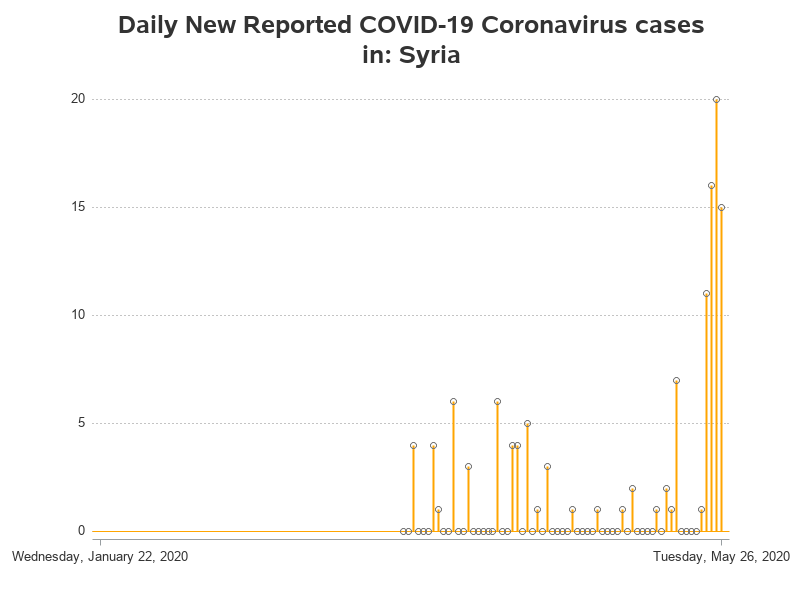 Daily New Reported COVID-19 Coronavirus cases
in: Syria
20
15
10
5
0
Wednesday, January 22, 2020
Tuesday, May 26, 2020